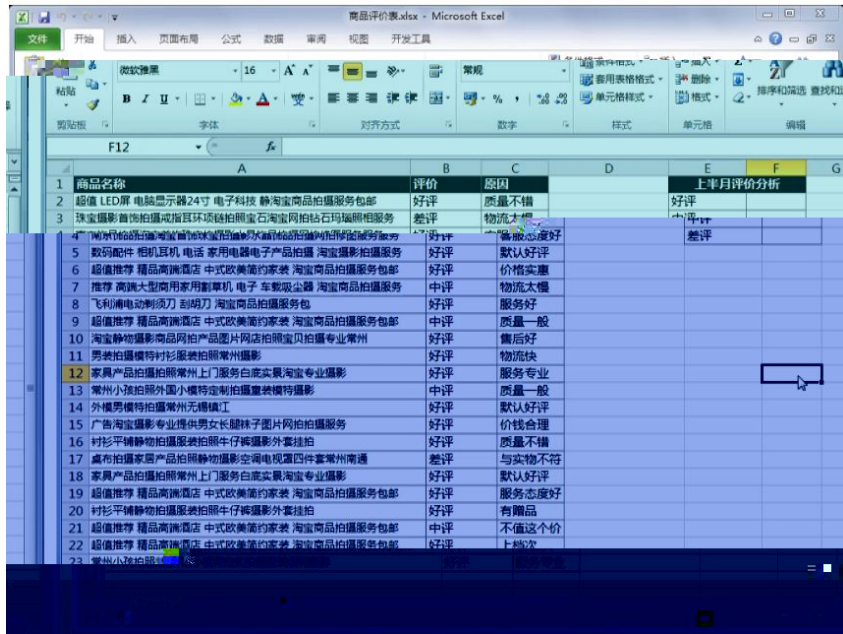 商品评价表.xlsx - Microsoft Excel
文件 开始 插入 页面布局 公式 数据 审阅 视图 开发工具
微软雅黑 16 常规 条件格式 插入
粘贴 套用表格格式 删除
B I U % 单元格样式 格式 排序和筛选
剪贴板 字体 对齐方式 数字 样式 单元格 编辑
F12 fx
A B C D E F G
1 商品名称 评价 原因 上半月评价分析
2 超值 LED屏 电脑显示器24寸 电子科技 静淘宝商品拍摄服务包邮 好评 质量不错 好评
3 珠宝摄影首饰拍摄戒指耳环项链拍照宝石淘宝网拍钻石玛瑙照相服务 差评 物流太慢 中评
4 好评 客服态度好 差评
5 数码配件 相机耳机 电话 家用电器电子产品拍摄 淘宝摄影拍摄服务 好评 默认好评
6 超值推荐 精品高端酒店 中式欧美简约家装 淘宝商品拍摄服务包邮 好评 价格实惠
7 推荐 高端大型商用家用割草机 电子 车载吸尘器 淘宝商品拍摄服务 中评 物流太慢
8 飞利浦电动剃须刀 刮胡刀 淘宝商品拍摄服务包 好评 服务好
9 超值推荐 精品高端酒店 中式欧美简约家装 淘宝商品拍摄服务包邮 中评 质量一般
10 淘宝静物摄影商品网拍产品图片网店拍照宝贝拍摄专业常州 好评 售后好
11 男装拍摄模特衬衫服装拍照常州摄影 好评 物流快
12 家具产品拍摄拍照常州上门服务白底实景淘宝专业摄影 好评 服务专业
13 常州小孩拍照外国小模特定制拍摄童装模特摄影 中评 质量一般
14 外模男模特拍摄常州无锡镇江 好评 默认好评
15 广告淘宝摄影专业提供男女长腿袜子图片网拍拍摄服务 好评 价钱合理
16 衬衫平铺静物拍摄服装拍照牛仔裤摄影外套挂拍 好评 质量不错
17 桌布拍摄家居产品拍照静物摄影空调电视罩四件套常州南通 差评 与实物不符
18 家具产品拍摄拍照常州上门服务白底实景淘宝专业摄影 好评 默认好评
19 超值推荐 精品高端酒店 中式欧美简约家装 淘宝商品拍摄服务包邮 好评 服务态度好
20 衬衫平铺静物拍摄服装拍照牛仔裤摄影外套挂拍 好评 有赠品
21 超值推荐 精品高端酒店 中式欧美简约家装 淘宝商品拍摄服务包邮 中评 不值这个价
22 超值推荐 精品高端酒店 中式欧美简约家装 淘宝商品拍摄服务包邮 好评 上档次
23 常州小孩拍照